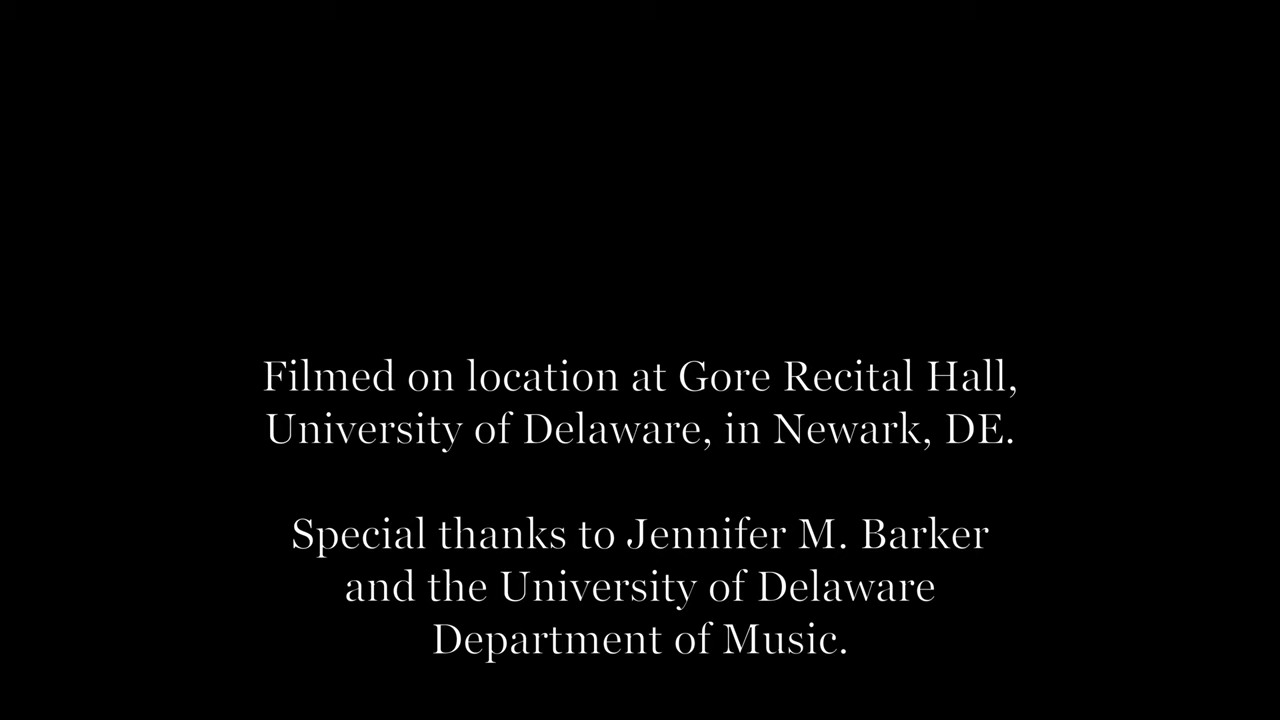 Filmed on location at Gore Recital Hall,
University of Delaware, in Newark, DE.
Special thanks to Jennifer M. Barker
and the University of Delaware
Department of Music.